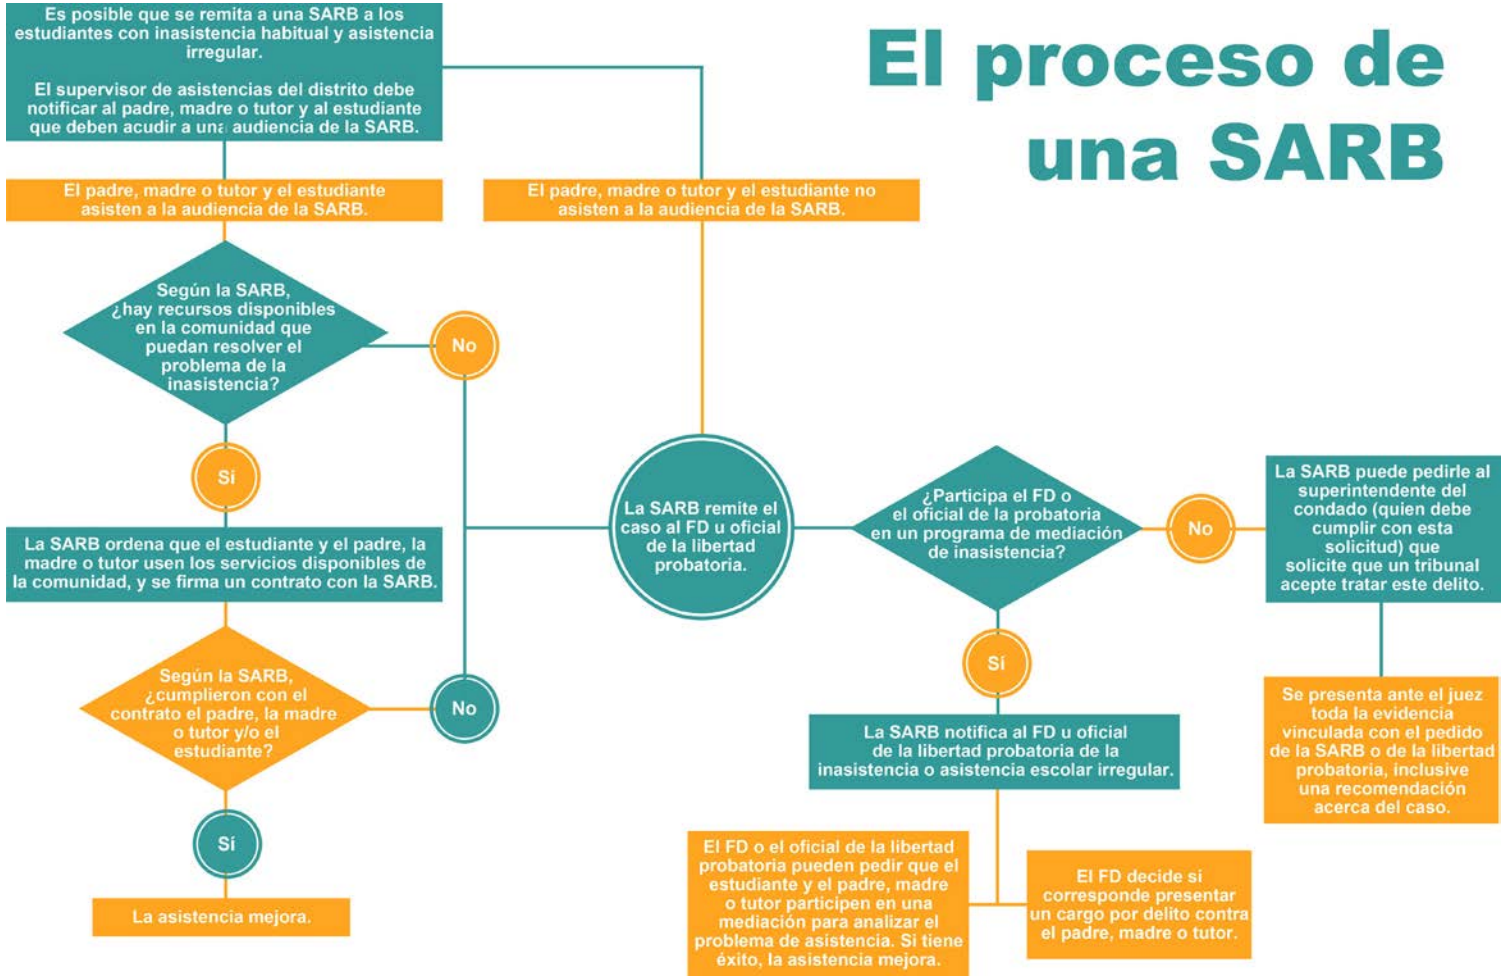 El proceso de
una SARB
Es posible que se remita a una SARB a los
estudiantes con inasistencia habitual y asistencia
irregular.
El supervisor de asistencias del distrito debe
notificar al padre, madre o tutor y al estudiante
que deben acudir a una audiencia de la SARB.
El padre, madre o tutor y el estudiante
asisten a la audiencia de la SARB.
El padre, madre o tutor y el estudiante no
asisten a la audiencia de la SARB.
Según la SARB,
¿hay recursos disponibles
en la comunidad que
puedan resolver el
problema de la
inasistencia?
No
Sí
La SARB ordena que el estudiante y el padre, la
madre o tutor usen los servicios disponibles de
la comunidad, y se firma un contrato con la SARB.
Según la SARB,
¿cumplieron con el
contrato el padre, la madre
o tutor y/o el
estudiante?
No
Sí
La asistencia mejora.
La SARB remite el
caso al FD u oficial
de la libertad
probatoria.
¿Participa el FD o
el oficial de la probatoria
en un programa de mediación
de inasistencia?
No
La SARB puede pedirle al
superintendente del
condado (quien debe
cumplir con esta
solicitud) que
solicite que un tribunal
acepte tratar este delito.
Se presenta ante el juez
toda la evidencia
vinculada con el pedido
de la SARB o de la libertad
probatoria, inclusive
una recomendación
acerca del caso.
Sí
La SARB notifica al FD u oficial
de la libertad probatoria de la
inasistencia o asistencia escolar irregular.
El FD o el oficial de la libertad
probatoria pueden pedir que el
estudiante y el padre, madre
o tutor participen en una
mediación para analizar el
problema de asistencia. Si tiene
éxito, la asistencia mejora.
El FD decide si
corresponde presentar
un cargo por delito contra
el padre, madre o tutor.